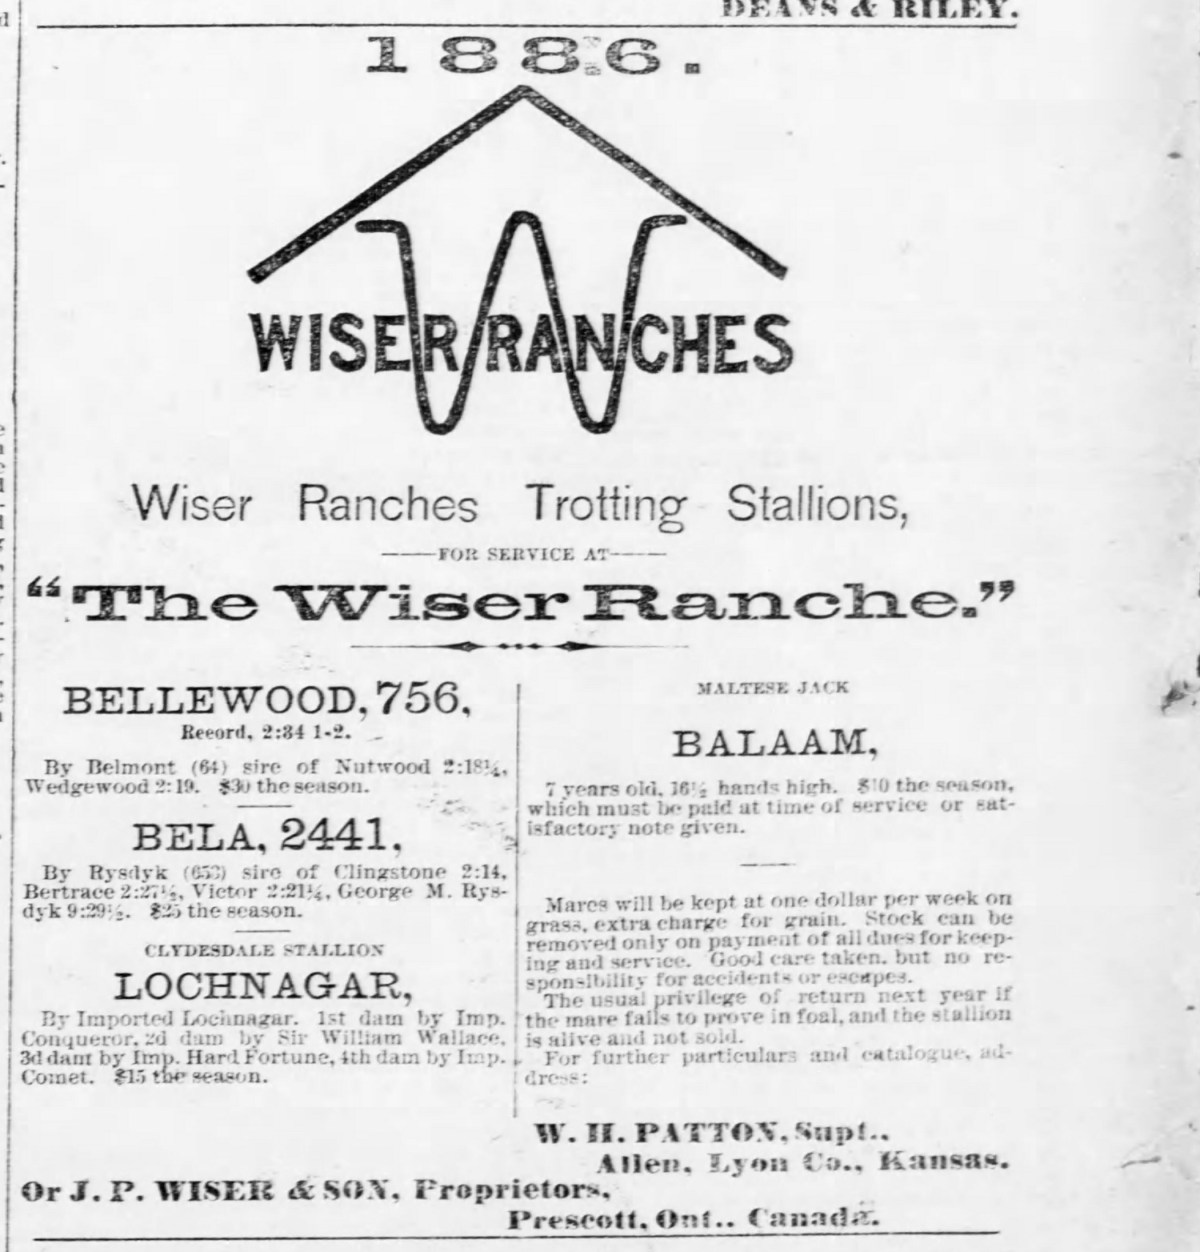 DEANS & RILEY.
1886.
W
WISER RANCHES
Wiser Ranches Trotting Stallions,
FOR SERVICE AT
“The Wiser Ranche.”
BELLEWOOD, 756,
Record, 2:34 1-2.
By Belmont (64) sire of Nutwood 2:18¼,
Wedgewood 2:19. $30 the season.
BELA, 2441,
By Rysdyk (653) sire of Clingstone 2:14,
Bertrace 2:27½, Victor 2:21¼, George M. Rys-
dyk 9:29½. $25 the season.
CLYDESDALE STALLION
LOCHNAGAR,
By Imported Lochnagar. 1st dam by Imp.
Conqueror, 2d dam by Sir William Wallace,
3d dam by Imp. Hard Fortune, 4th dam by Imp.
Comet. $15 the season.
MALTESE JACK
BALAAM,
7 years old, 16½ hands high. $10 the season,
which must be paid at time of service or sat-
isfactory note given.
Mares will be kept at one dollar per week on
grass, extra charge for grain. Stock can be
removed only on payment of all dues for keep-
ing and service. Good care taken, but no re-
sponsibility for accidents or escapes.
The usual privilege of return next year if
the mare fails to prove in foal, and the stallion
is alive and not sold.
For further particulars and catalogue, ad-
dress:
W. H. PATTON, Supt.,
Allen, Lyon Co., Kansas.
Or J. P. WISER & SON, Proprietors,
Prescott, Ont., Canada.